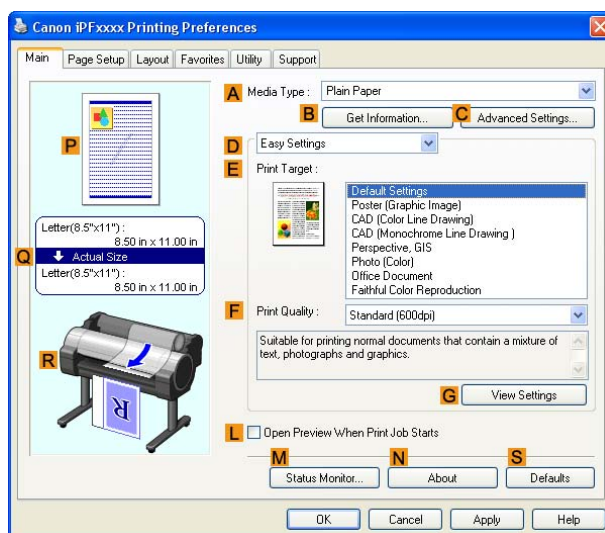 Canon iPFxxxx Printing Preferences
Main Page Setup Layout Favorites Utility Support
A Media Type : Plain Paper
B Get Information... C Advanced Settings...
D Easy Settings
E Print Target :
Default Settings
Poster (Graphic Image)
CAD (Color Line Drawing)
CAD (Monochrome Line Drawing )
Perspective, GIS
Photo (Color)
Office Document
Faithful Color Reproduction
F Print Quality : Standard (600dpi)
Suitable for printing normal documents that contain a mixture of
text, photographs and graphics.
G View Settings
P
Q
Letter(8.5"x11") :
8.50 in x 11.00 in
Actual Size
Letter(8.5"x11") :
8.50 in x 11.00 in
R
R
L Open Preview When Print Job Starts
M N S
Status Monitor... About Defaults
OK Cancel Apply Help